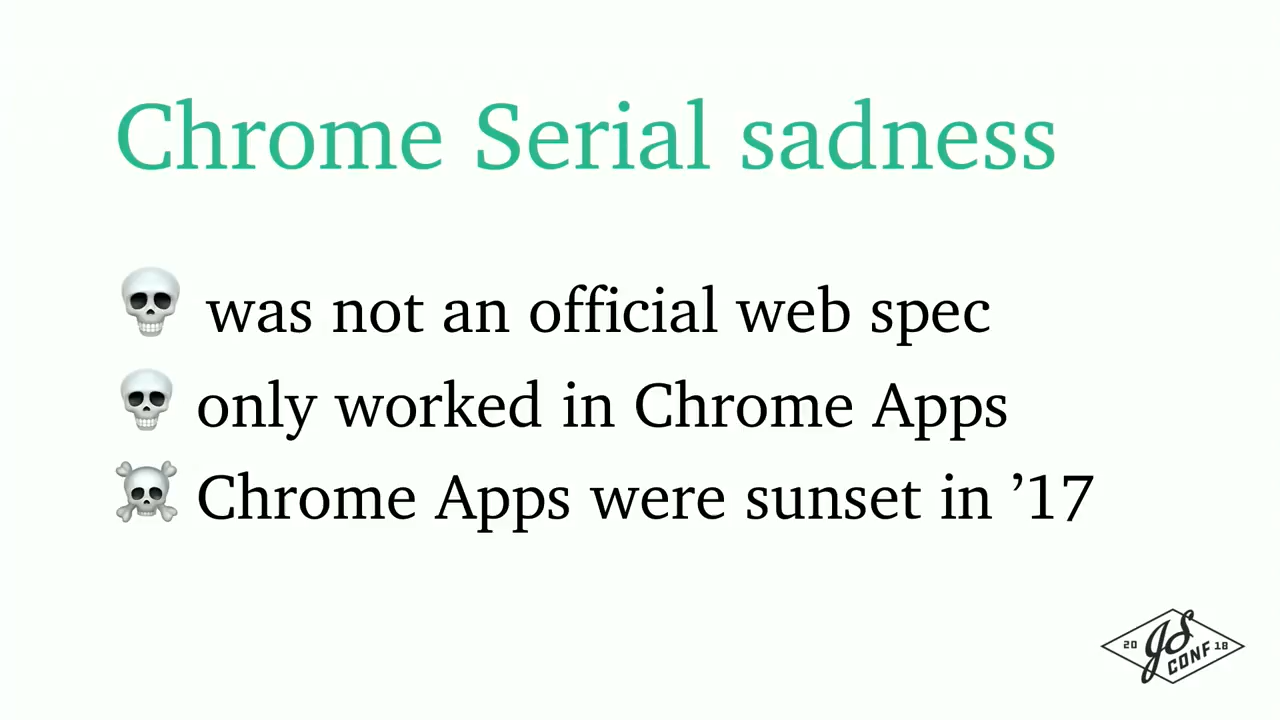 Chrome Serial sadness
💀 was not an official web spec
💀 only worked in Chrome Apps
☠️ Chrome Apps were sunset in ’17
20 JS CONF 18